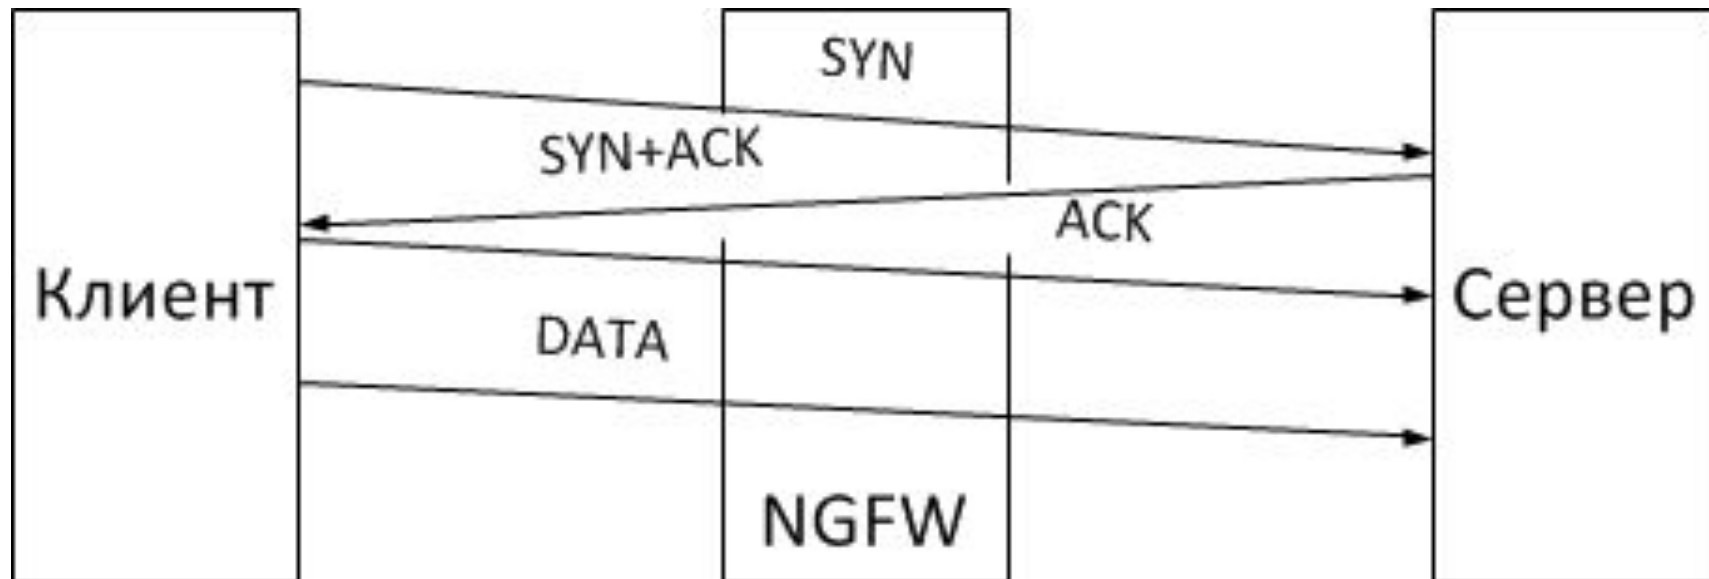 SYN
SYN+ACK
ACK
Клиент
Сервер
DATA
NGFW